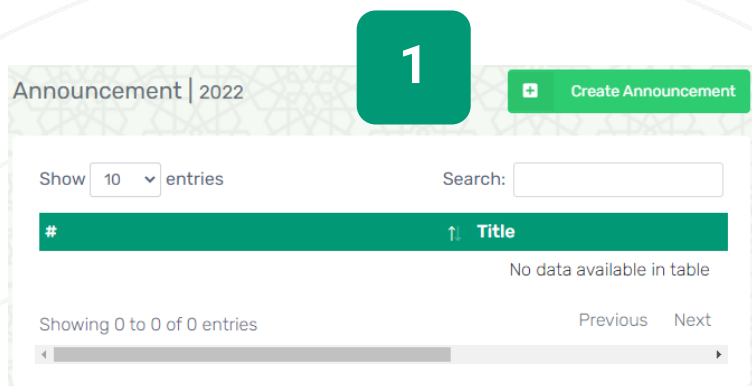 1
Announcement | 2022
Create Announcement
Show 10 entries
Search:
# Title
No data available in table
Showing 0 to 0 of 0 entries
Previous Next